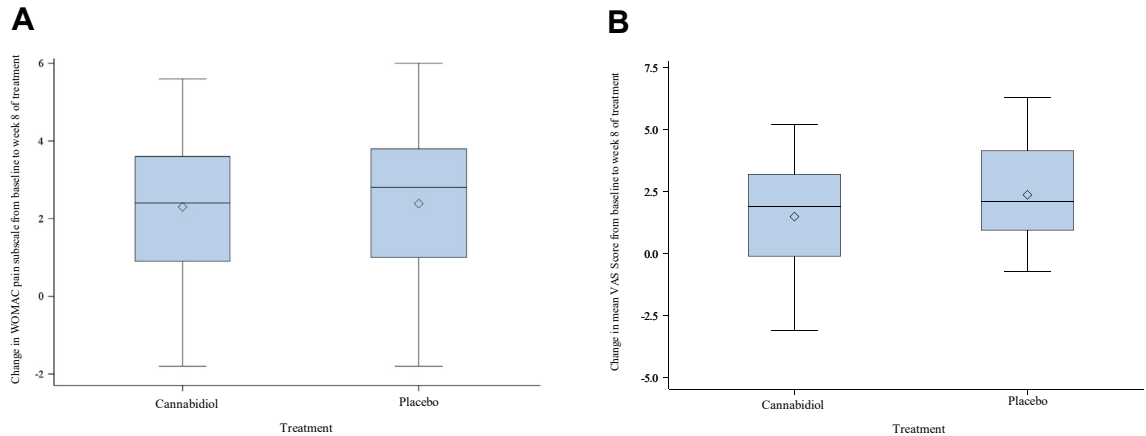 A
Change in WOMAC pain subscale from baseline to week 8 of treatment
6
4
2
0
-2
Cannabidiol
Placebo
Treatment
B
Change in mean VAS Score from baseline to week 8 of treatment
7.5
5.0
2.5
0.0
-2.5
-5.0
Cannabidiol
Placebo
Treatment